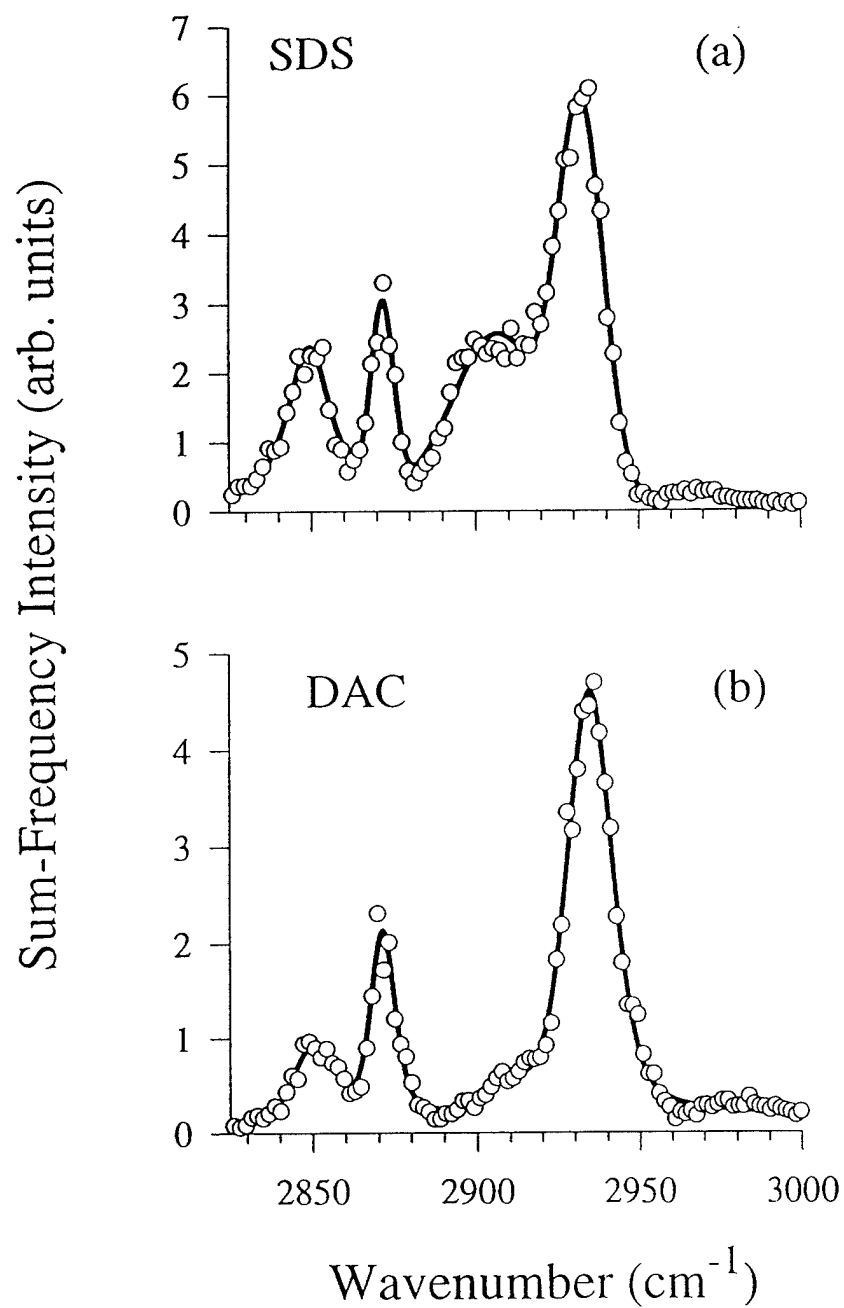 Sum-Frequency Intensity (arb. units)
SDS
(a)
7
6
5
4
3
2
1
0
DAC
(b)
5
4
3
2
1
0
2850 2900 2950 3000
Wavenumber (cm⁻¹)